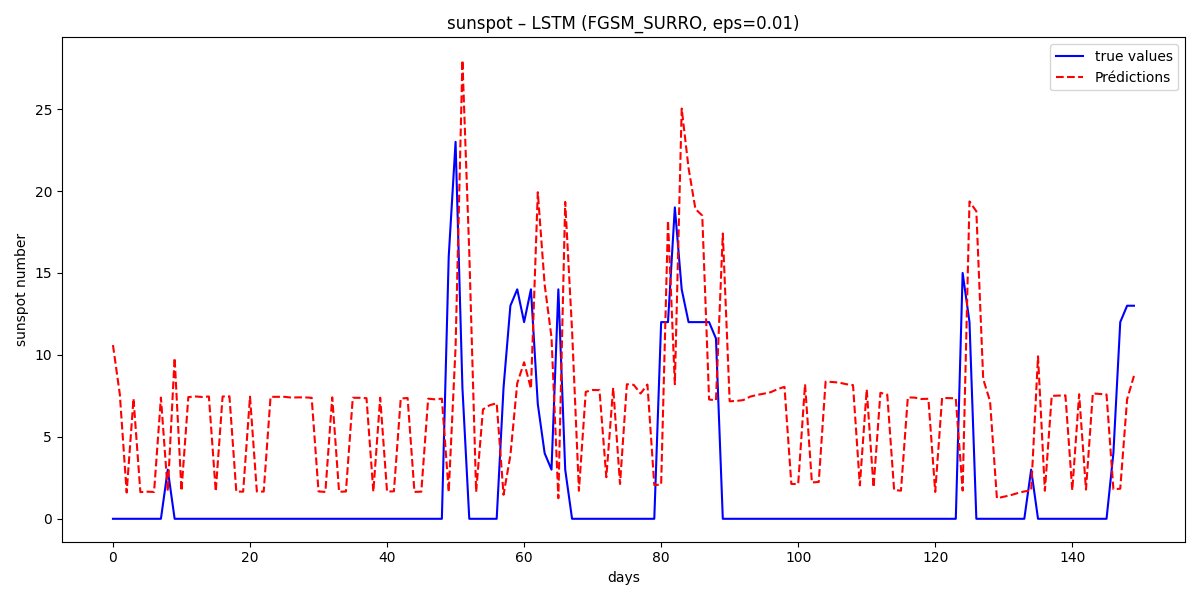 sunspot – LSTM (FGSM_SURRO, eps=0.01)
true values
Prédictions
sunspot number
25
20
15
10
5
0
0 20 40 60 80 100 120 140
days